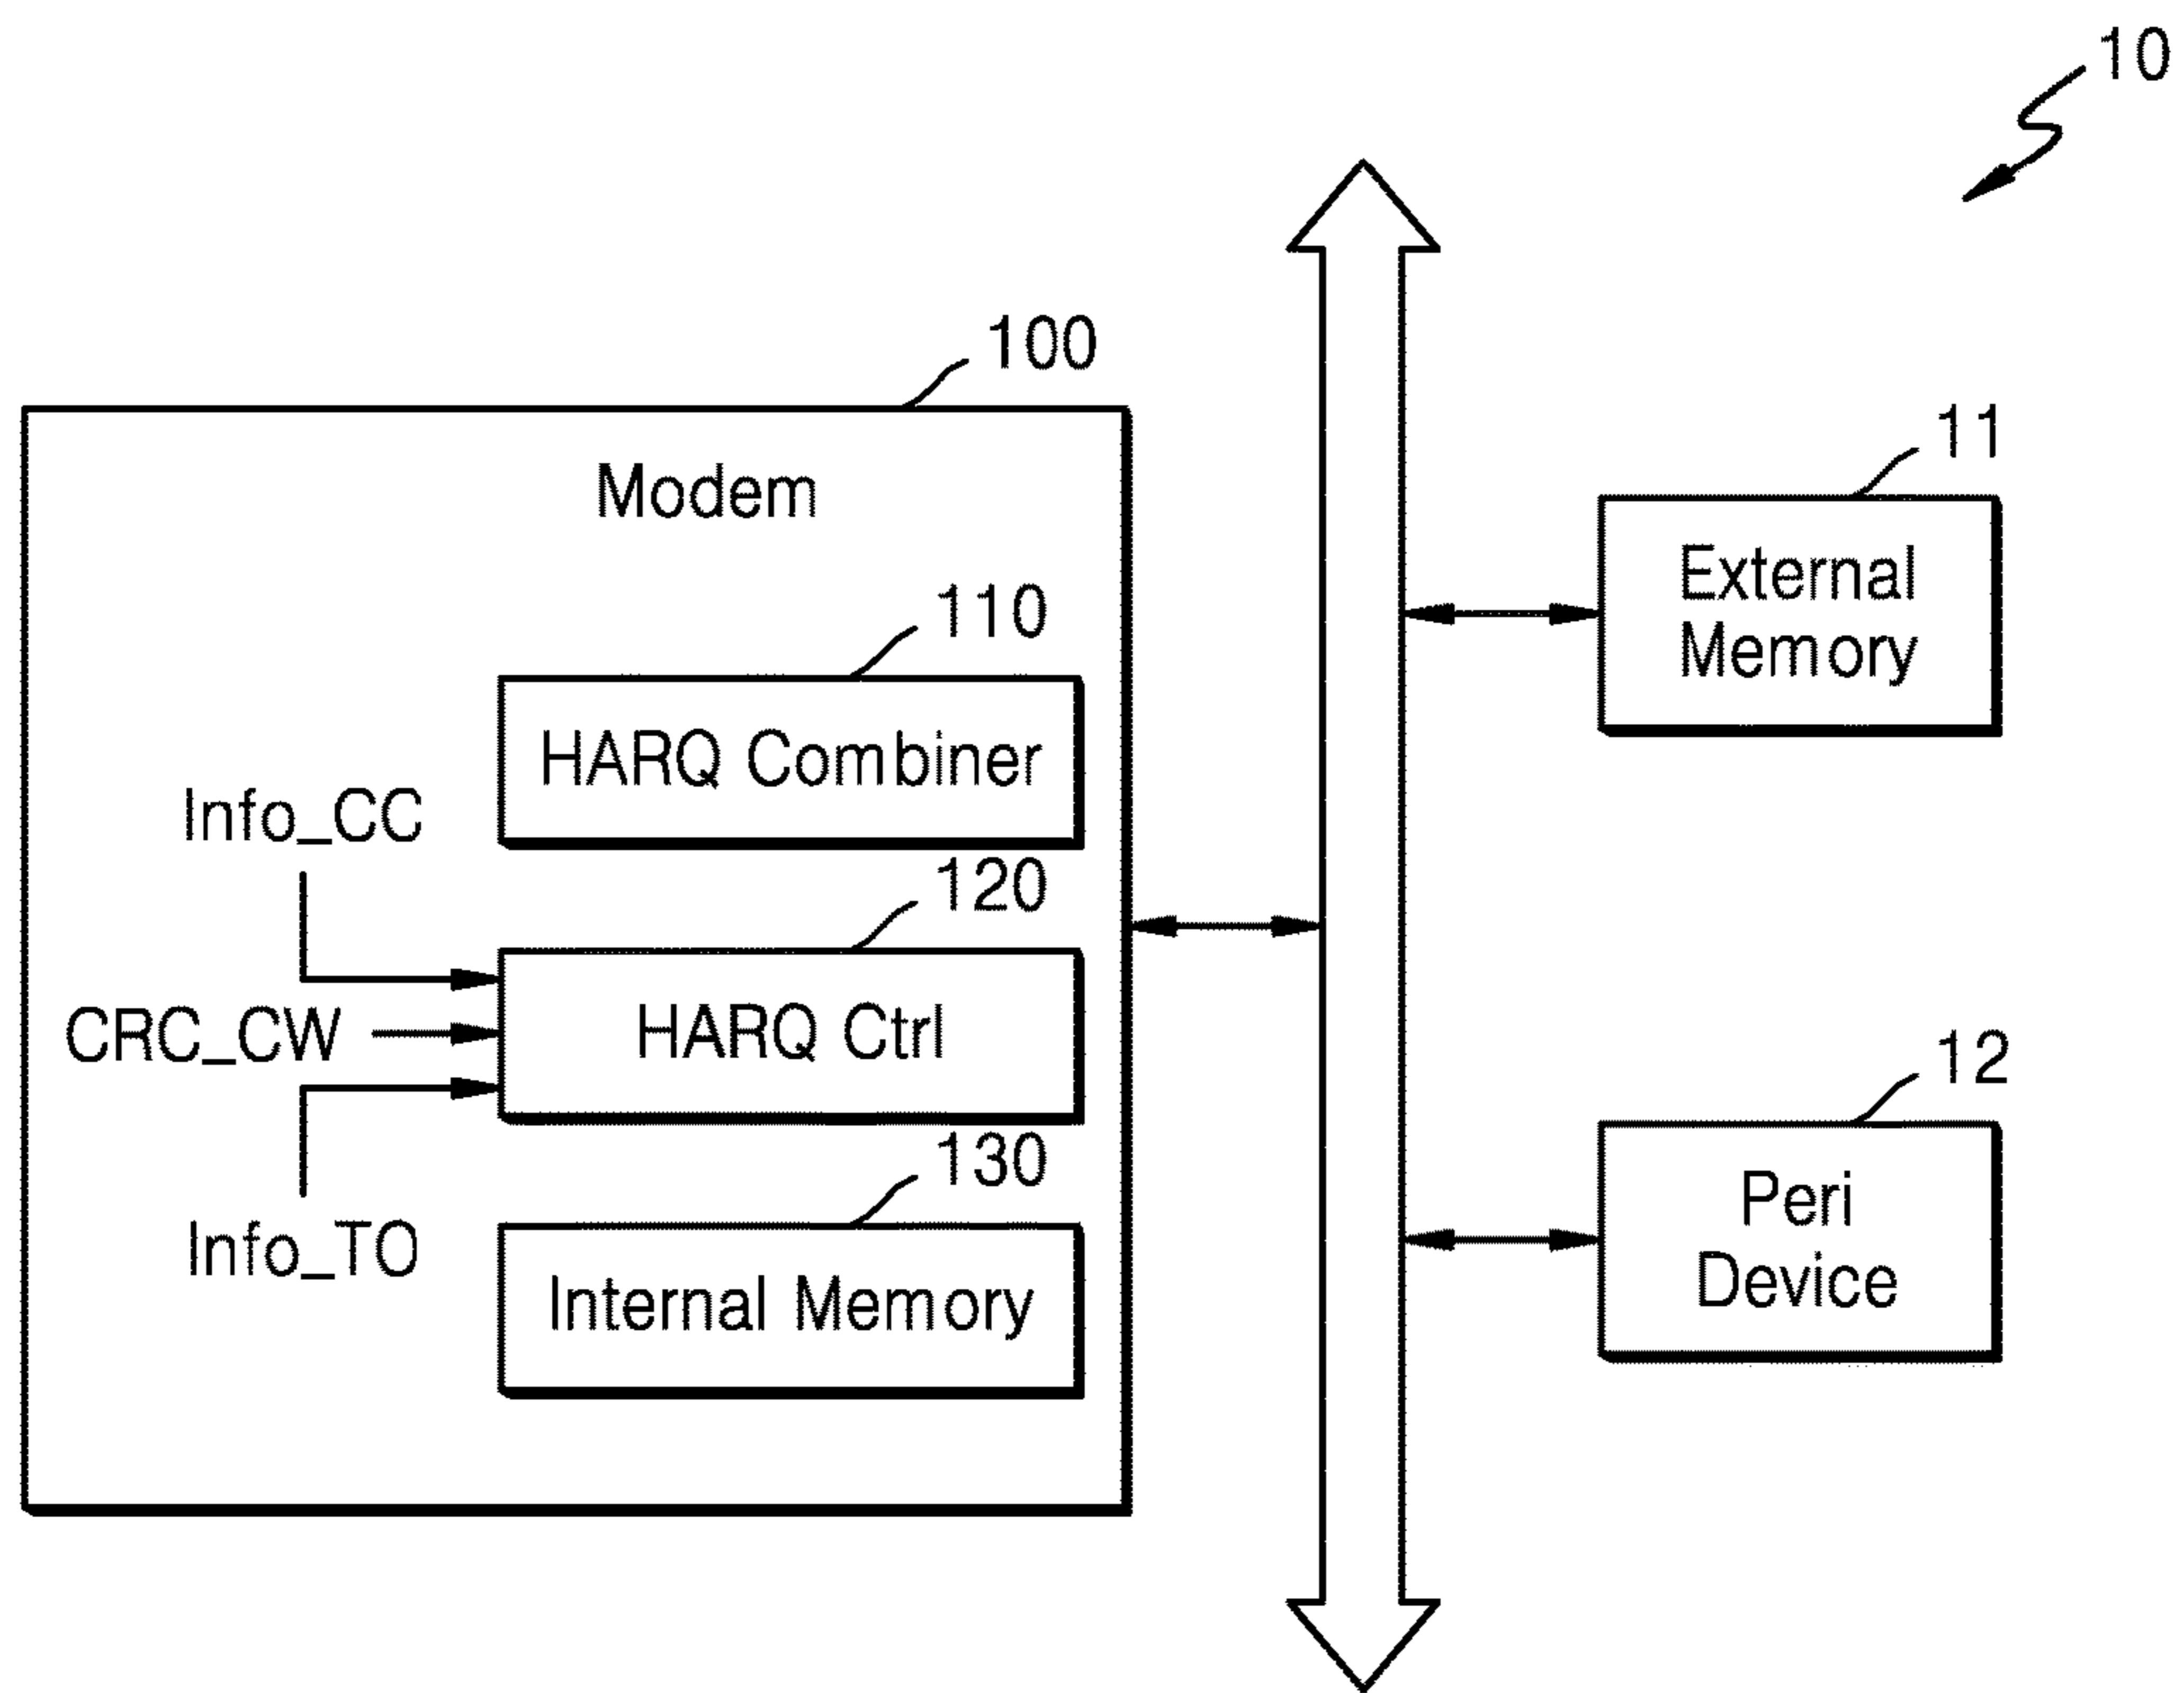 10
100
Modem
11
External
Memory
110
HARQ Combiner
Info_CC
120
CRC_CW
HARQ Ctrl
12
Peri
Device
130
Info_TO
Internal Memory